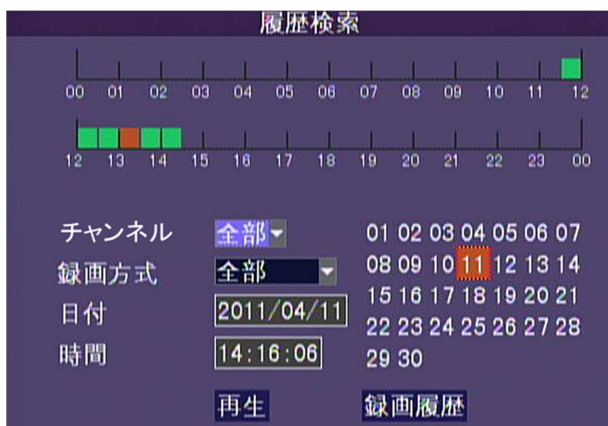 履歴検索
00 01 02 03 04 05 06 07 08 09 10 11 12
12 13 14 15 16 17 18 19 20 21 22 23 00
チャンネル 全部
録画方式 全部
日付 2011/04/11
時間 14:16:06
01 02 03 04 05 06 07
08 09 10 11 12 13 14
15 16 17 18 19 20 21
22 23 24 25 26 27 28
29 30
再生 録画履歴